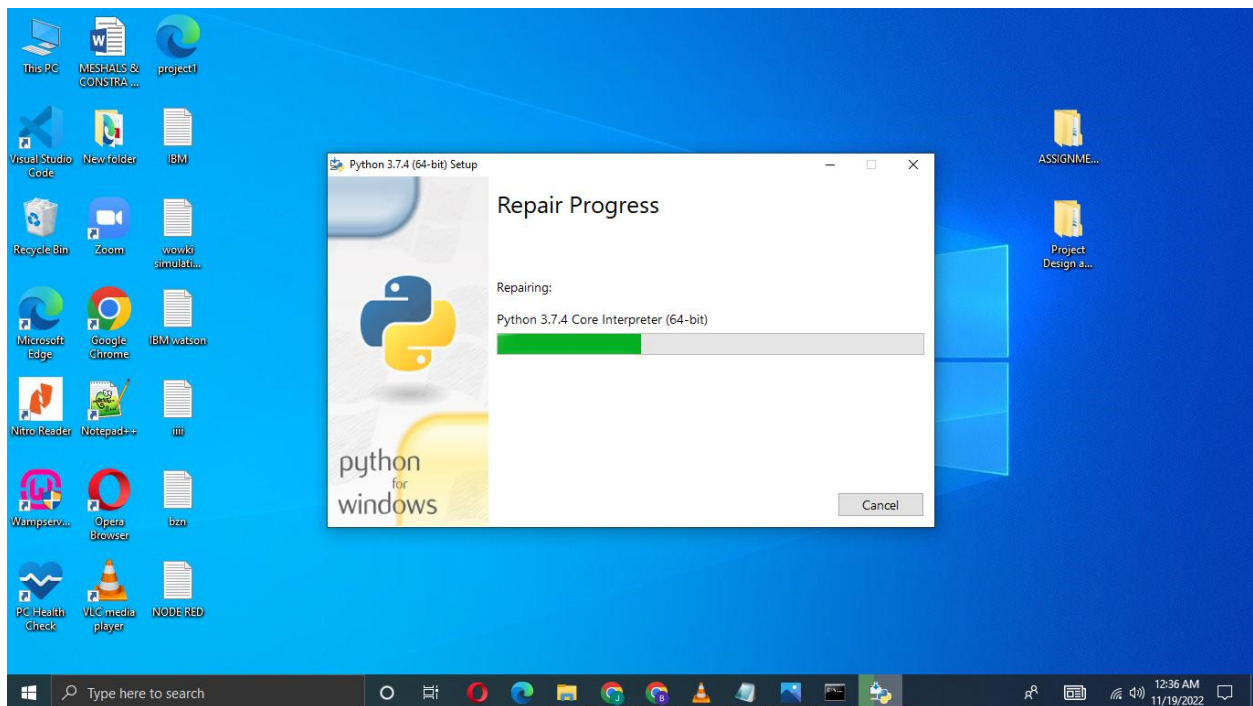 This PC
MESHALS &
CONSTRA ...
project1
Visual Studio
Code
New folder
IBM
Recycle Bin
Zoom
wowki
simulati...
Microsoft
Edge
Google
Chrome
IBM watson
Nitro Reader
Notepad++
iiii
Wampserv...
Opera
Browser
bzn
PC Health
Check
VLC media
player
NODE RED
Python 3.7.4 (64-bit) Setup
Repair Progress
Repairing:
Python 3.7.4 Core Interpreter (64-bit)
python
for
windows
Cancel
ASSIGNME...
Project
Design a...
Type here to search
12:36 AM
11/19/2022